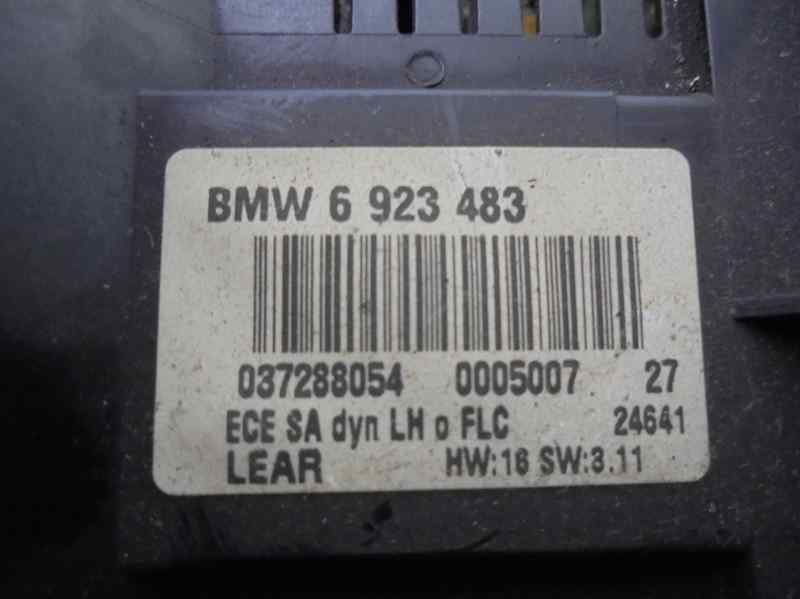 BMW 6 923 483
037288054 0005007 27
ECE SA dyn LH o FLC 24641
LEAR HW:16 SW:3.11